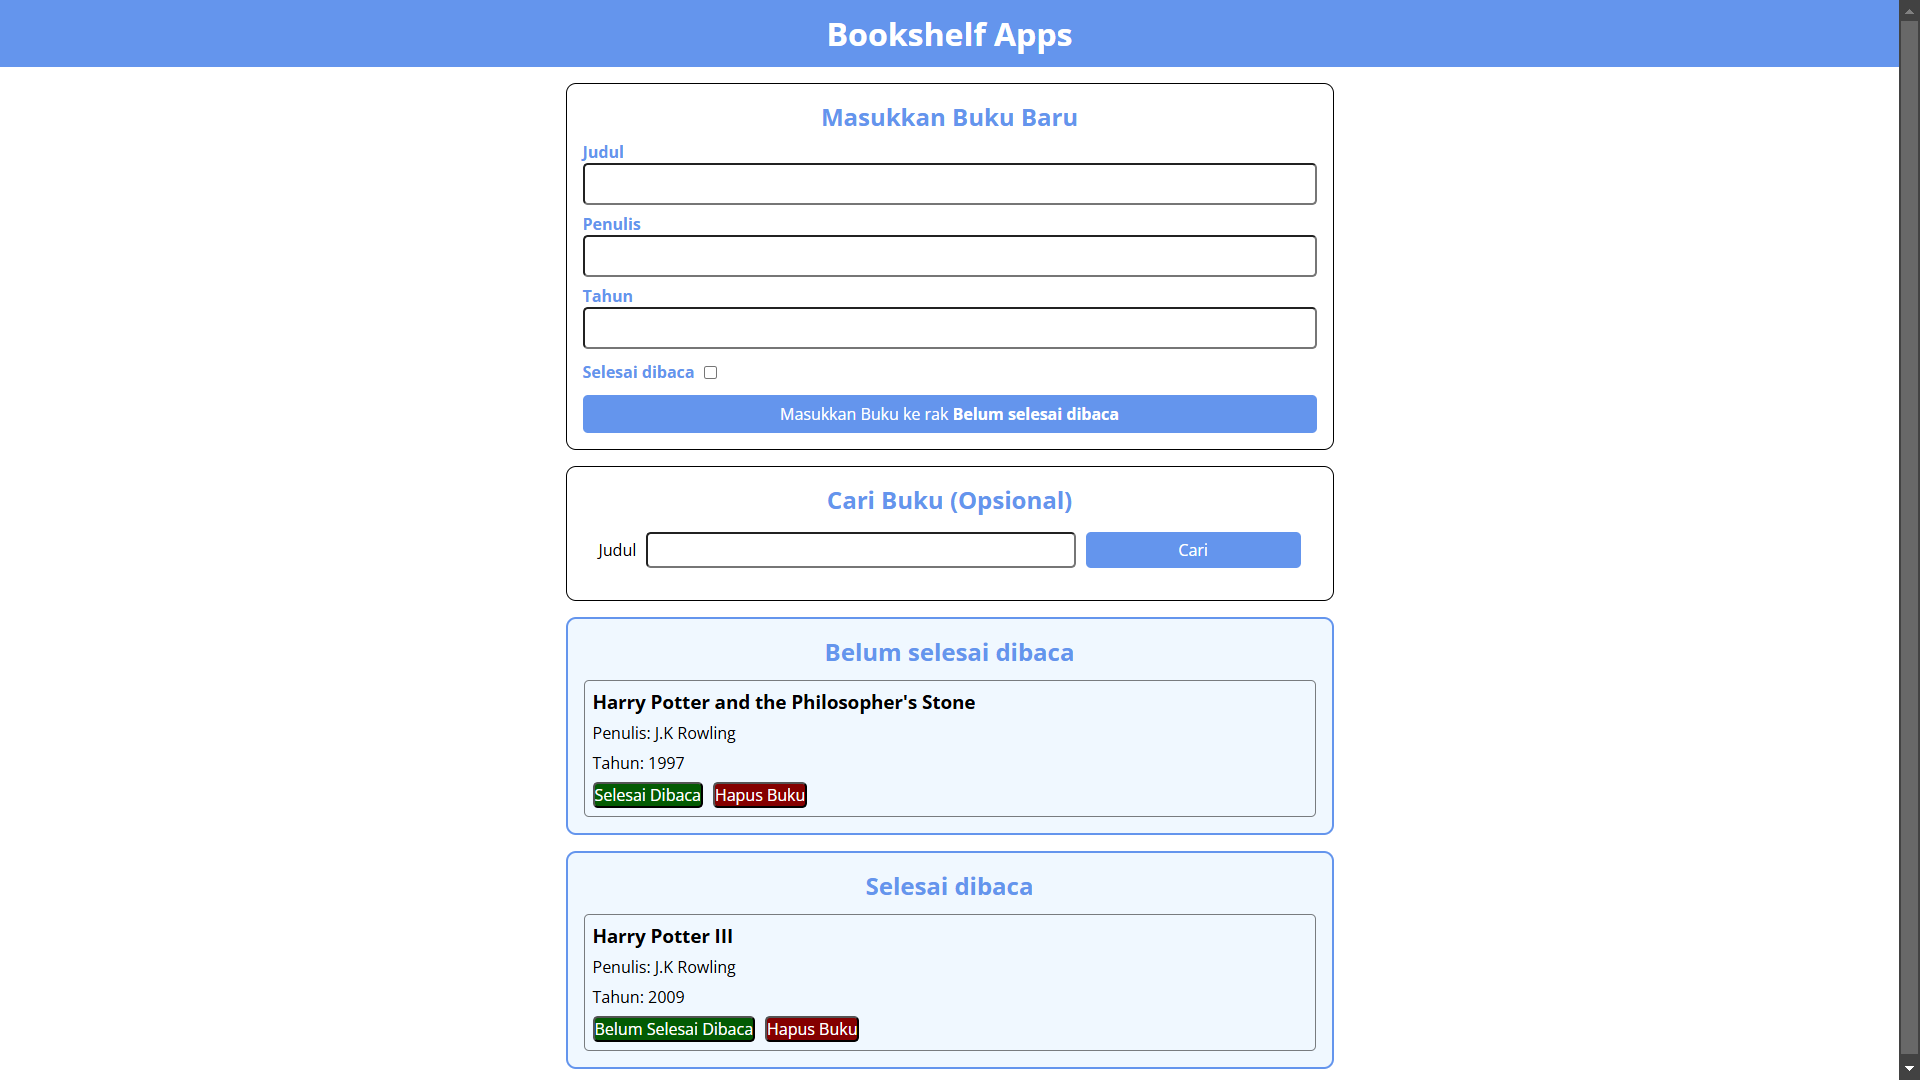 Bookshelf Apps
Masukkan Buku Baru
Judul
Penulis
Tahun
Selesai dibaca
Masukkan Buku ke rak Belum selesai dibaca
Cari Buku (Opsional)
Judul Cari
Belum selesai dibaca
Harry Potter and the Philosopher's Stone
Penulis: J.K Rowling
Tahun: 1997
Selesai Dibaca Hapus Buku
Selesai dibaca
Harry Potter III
Penulis: J.K Rowling
Tahun: 2009
Belum Selesai Dibaca Hapus Buku